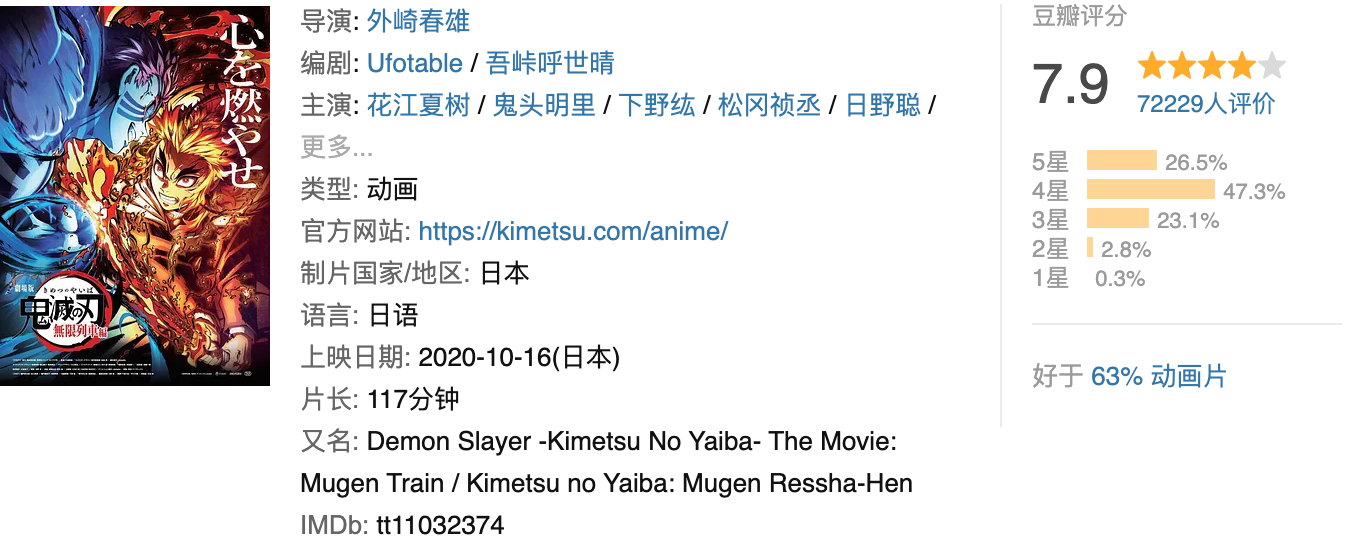 心を燃やせ
劇場版
きめつのやいば
鬼滅の刃
無限列車編
导演: 外崎春雄
编剧: Ufotable / 吾峠呼世晴
主演: 花江夏树 / 鬼头明里 / 下野纮 / 松冈祯丞 / 日野聪 /
更多...
类型: 动画
官方网站: https://kimetsu.com/anime/
制片国家/地区: 日本
语言: 日语
上映日期: 2020-10-16(日本)
片长: 117分钟
又名: Demon Slayer -Kimetsu No Yaiba- The Movie:
Mugen Train / Kimetsu no Yaiba: Mugen Ressha-Hen
IMDb: tt11032374
豆瓣评分
7.9
72229人评价
5星 26.5%
4星 47.3%
3星 23.1%
2星 2.8%
1星 0.3%
好于 63% 动画片